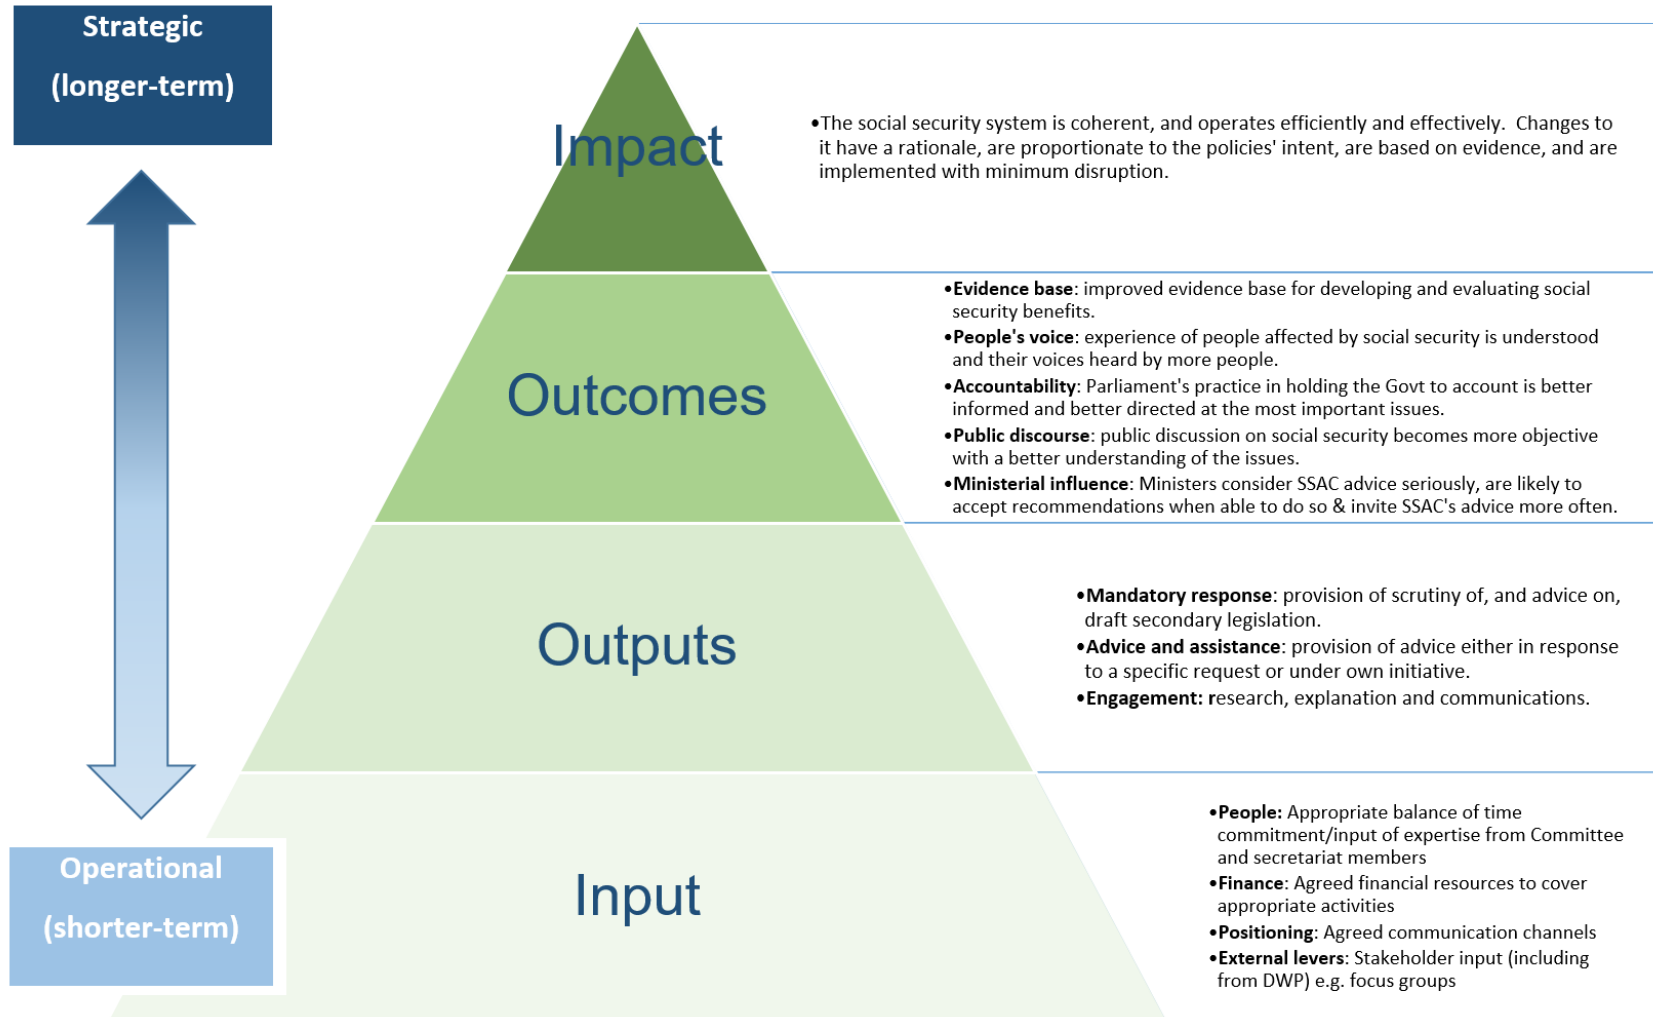 Strategic
(longer-term)
Impact
•The social security system is coherent, and operates efficiently and effectively.  Changes to
it have a rationale, are proportionate to the policies' intent, are based on evidence, and are
implemented with minimum disruption.
Outcomes
•Evidence base: improved evidence base for developing and evaluating social
security benefits.
•People's voice: experience of people affected by social security is understood
and their voices heard by more people.
•Accountability: Parliament's practice in holding the Govt to account is better
informed and better directed at the most important issues.
•Public discourse: public discussion on social security becomes more objective
with a better understanding of the issues.
•Ministerial influence: Ministers consider SSAC advice seriously, are likely to
accept recommendations when able to do so & invite SSAC's advice more often.
Outputs
•Mandatory response: provision of scrutiny of, and advice on,
draft secondary legislation.
•Advice and assistance: provision of advice either in response
to a specific request or under own initiative.
•Engagement: research, explanation and communications.
Operational
(shorter-term)
Input
•People: Appropriate balance of time
commitment/input of expertise from Committee
and secretariat members
•Finance: Agreed financial resources to cover
appropriate activities
•Positioning: Agreed communication channels
•External levers: Stakeholder input (including
from DWP) e.g. focus groups